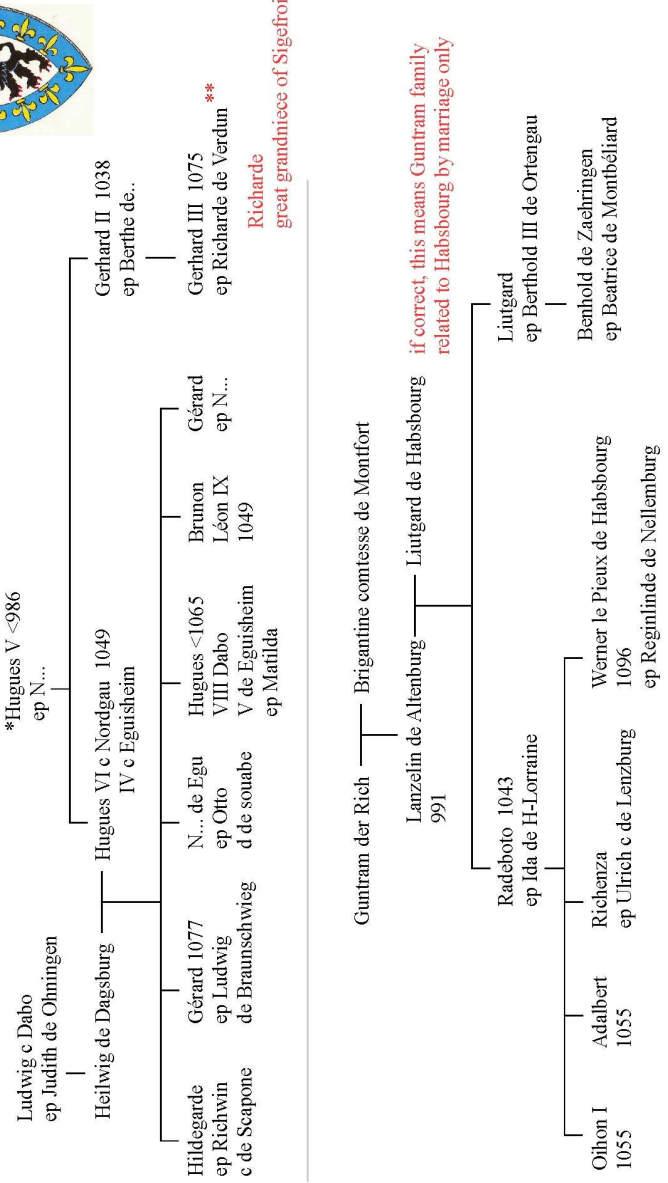 *Hugues V <986
ep N...
Ludwig c Dabo
ep Judith de Ohningen
Heilwig de Dagsburg
Hugues VI c Nordgau 1049
IV c Eguisheim
Gerhard II 1038
ep Berthe de..
Hildegarde
ep Richwin
c de Scapone
Gérard 1077
ep Ludwig
de Braunschwieg
N... de Egu
ep Otto
d de souabe
Hugues <1065
VIII Dabo
V de Eguisheim
ep Matilda
Brunon
Léon IX
1049
Gérard
ep N...
Gerhard III 1075
ep Richarde de Verdun **
Richarde
great grandniece of Sigefroi
Guntram der Rich
Brigantine comtesse de Montfort
Lanzelin de Altenburg
991
Liutgard de Habsbourg
if correct, this means Guntram family
related to Habsbourg by marriage only
Radeboto 1043
ep Ida de H-Lorraine
Liutgard
ep Berthold III de Ortengau
Oihon I
1055
Adalbert
1055
Richenza
ep Ulrich c de Lenzburg
Werner le Pieux de Habsbourg
1096
ep Reginlinde de Nellemburg
Benhold de Zaehringen
ep Beatrice de Montbéliard